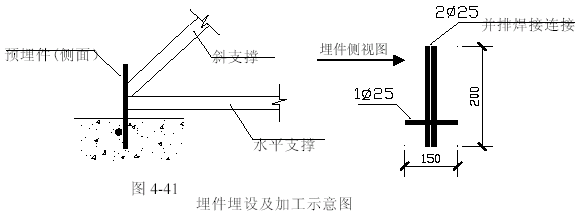 2Ø25
并排焊接连接
预埋件(侧面)
斜支撑
埋件侧视图
1Ø25
200
水平支撑
150
图 4-41
埋件埋设及加工示意图